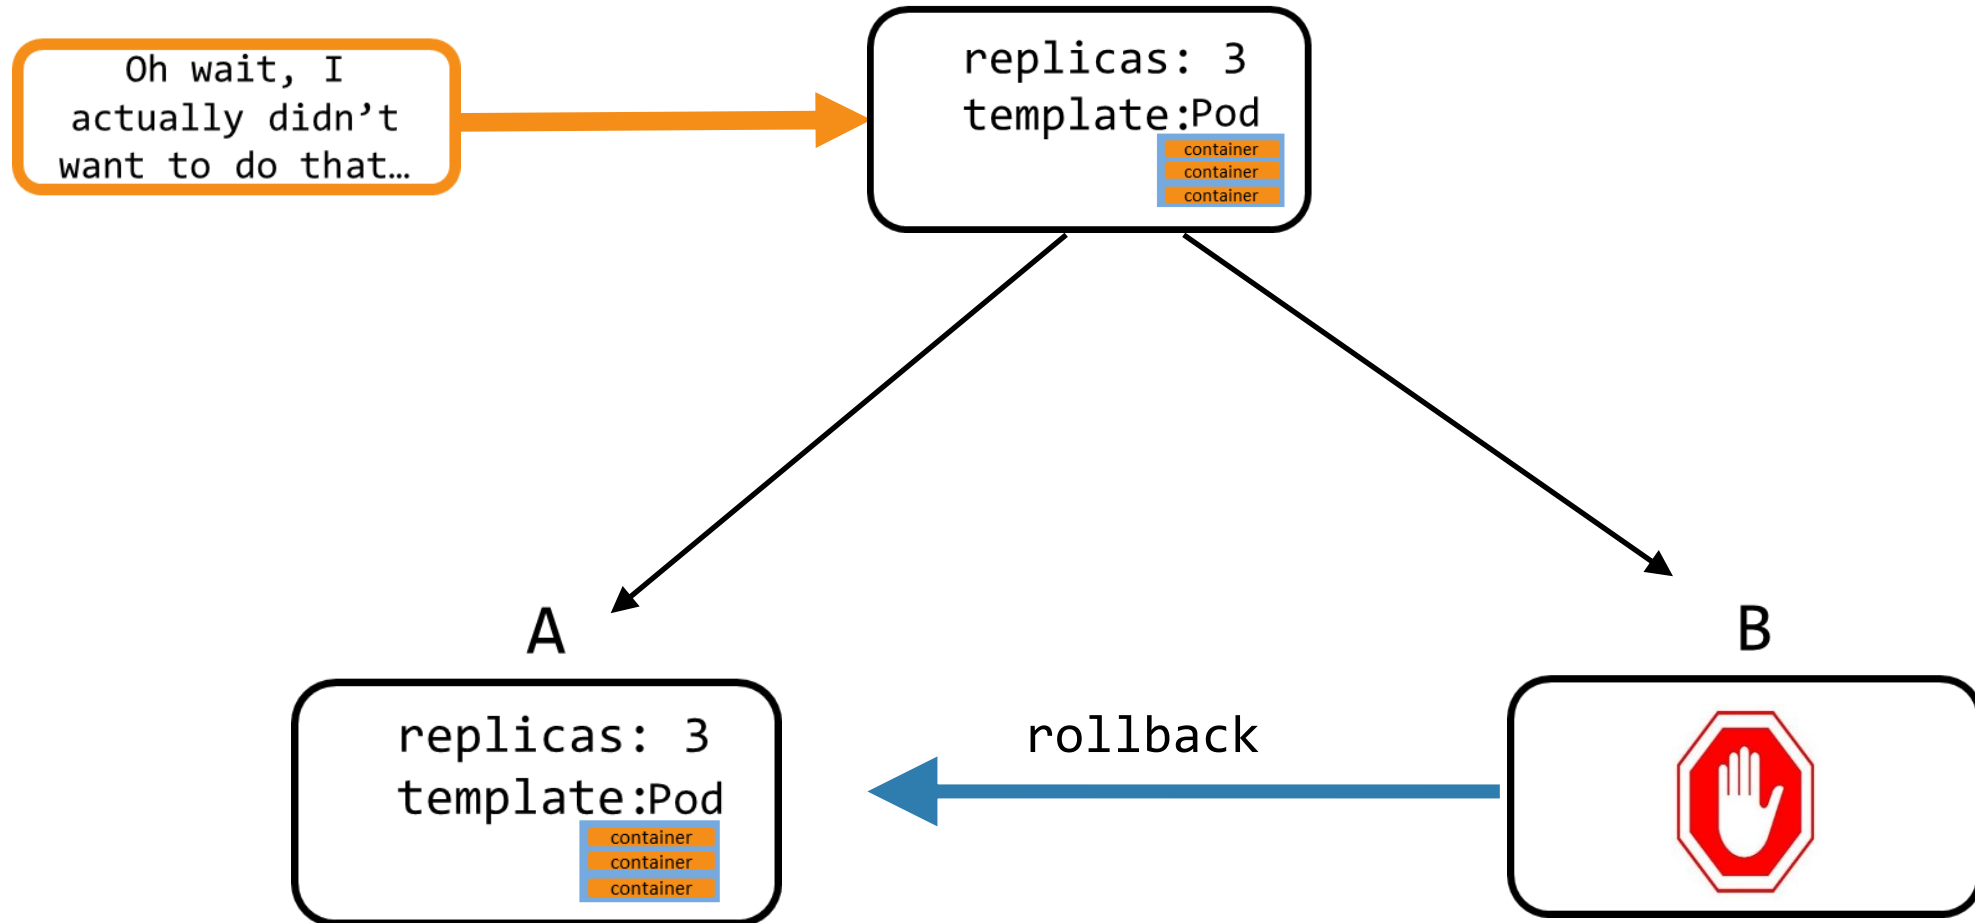 Oh wait, I
actually didn’t
want to do that…
replicas: 3
template:Pod
container
container
container
A
B
replicas: 3
template:Pod
container
container
container
rollback